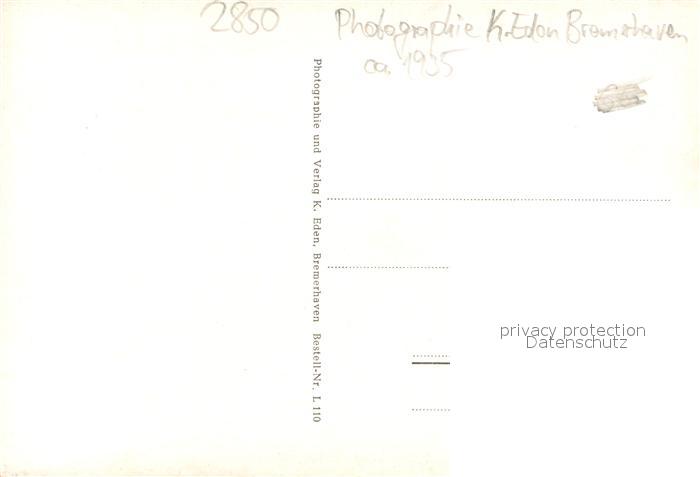 2850
Photographie K. Eden Bremerhaven
ca. 1935
Photographie und Verlag K. Eden, Bremerhaven Bestell-Nr. L 110
privacy protection
Datenschutz